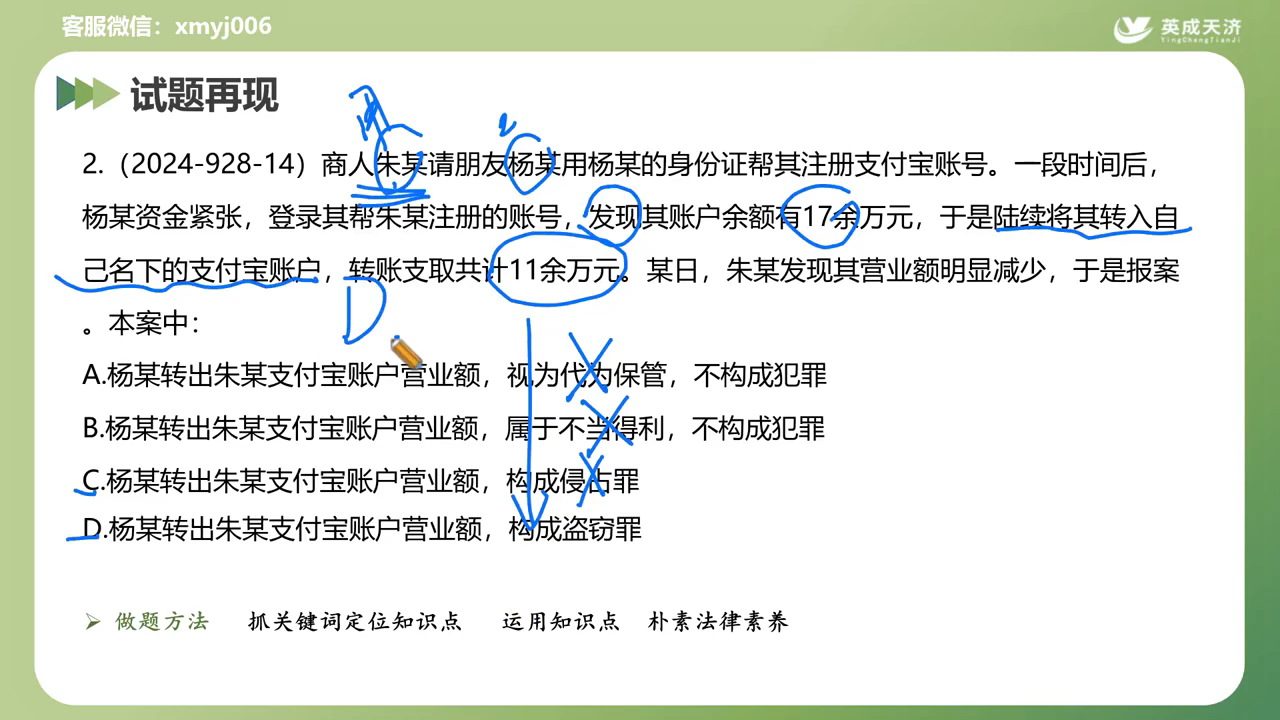 客服微信：xmyj006
英成天济
YingChengTianJi
试题再现
2.（2024-928-14）商人朱某请朋友杨某用杨某的身份证帮其注册支付宝账号。一段时间后，
杨某资金紧张，登录其帮朱某注册的账号，发现其账户余额有17余万元，于是陆续将其转入自
己名下的支付宝账户，转账支取共计11余万元。某日，朱某发现其营业额明显减少，于是报案
。本案中：
D
A.杨某转出朱某支付宝账户营业额，视为代为保管，不构成犯罪
B.杨某转出朱某支付宝账户营业额，属于不当得利，不构成犯罪
C.杨某转出朱某支付宝账户营业额，构成侵占罪
D.杨某转出朱某支付宝账户营业额，构成盗窃罪
做题方法 抓关键词定位知识点 运用知识点 朴素法律素养